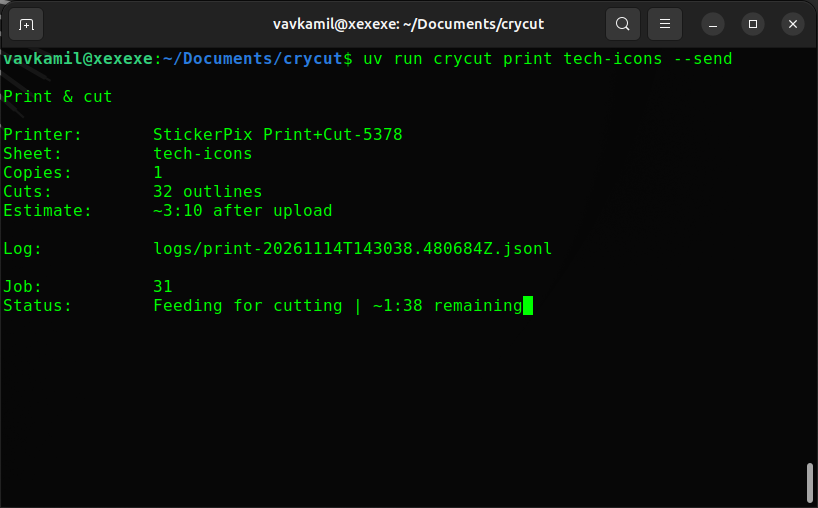 vavkamil@xexexe: ~/Documents/crycut
vavkamil@xexexe:~/Documents/crycut$ uv run crycut print tech-icons --send
Print & cut
Printer: StickerPix Print+Cut-5378
Sheet: tech-icons
Copies: 1
Cuts: 32 outlines
Estimate: ~3:10 after upload
Log: logs/print-20261114T143038.480684Z.jsonl
Job: 31
Status: Feeding for cutting | ~1:38 remaining